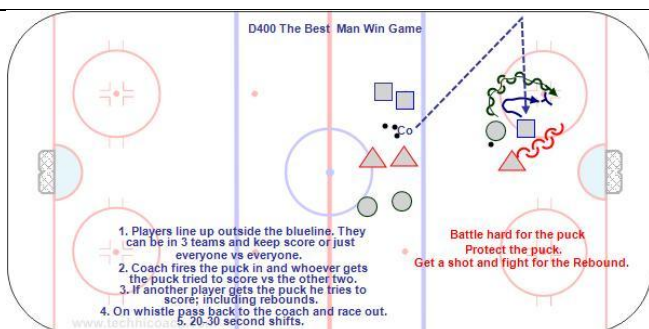 D400 The Best Man Win Game
Co
1. Players line up outside the blueline. They
can be in 3 teams and keep score or just
everyone vs everyone.
2. Coach fires the puck in and whoever gets
the puck tried to score vs the other two.
3. If another player gets the puck he tries to
score; including rebounds.
4. On whistle pass back to the coach and race out.
5. 20-30 second shifts.
Battle hard for the puck
Protect the puck.
Get a shot and fight for the Rebound.